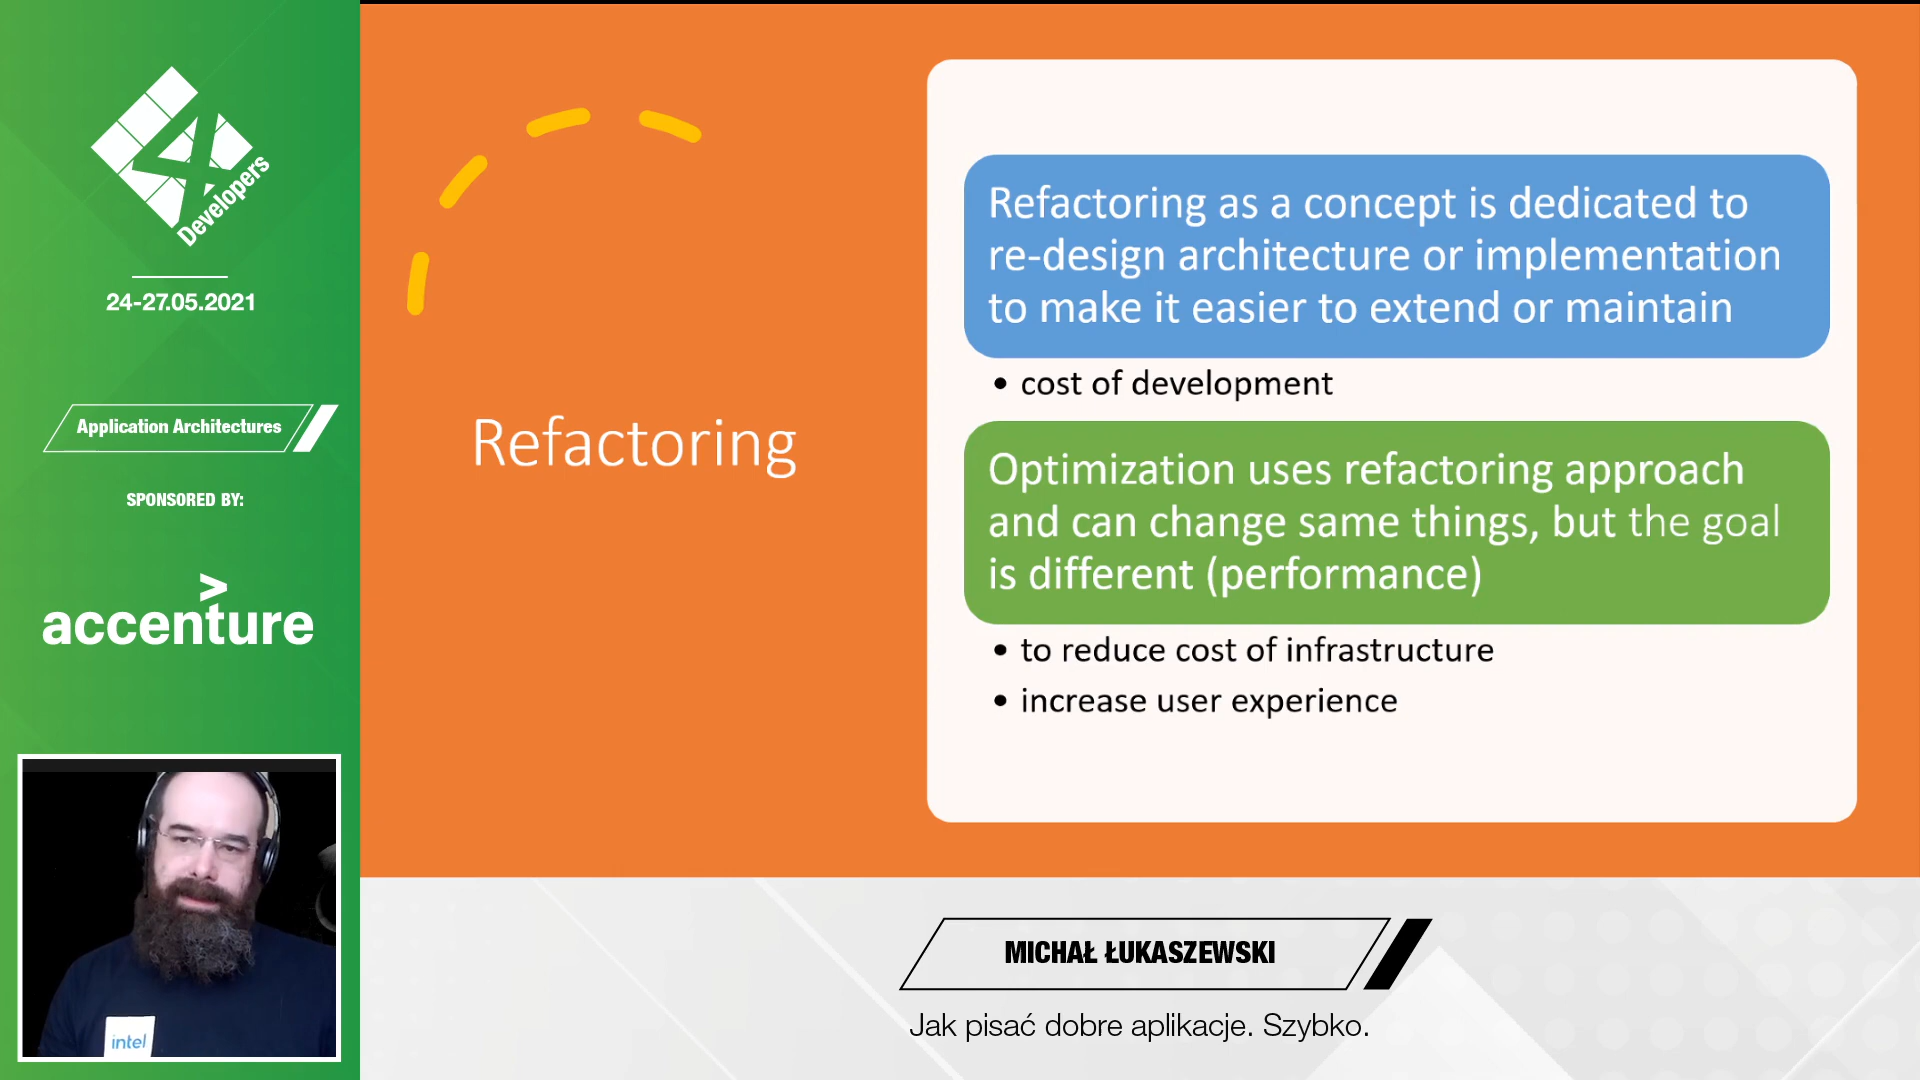 4
Developers
24-27.05.2021
Application Architectures
SPONSORED BY:
>
accenture
intel
Refactoring
Refactoring as a concept is dedicated to
re-design architecture or implementation
to make it easier to extend or maintain
• cost of development
Optimization uses refactoring approach
and can change same things, but the goal
is different (performance)
• to reduce cost of infrastructure
• increase user experience
MICHAŁ ŁUKASZEWSKI
Jak pisać dobre aplikacje. Szybko.